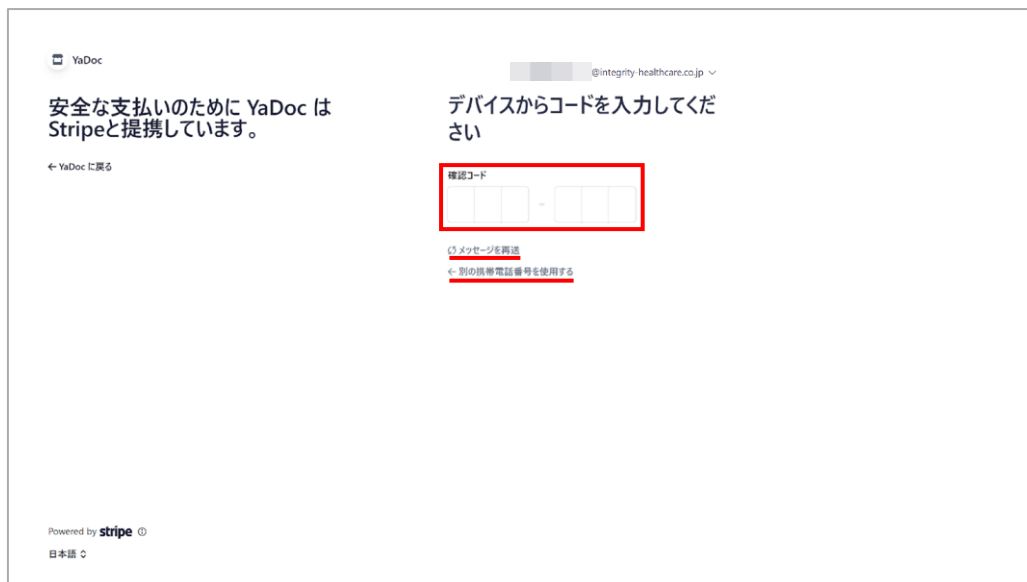 YaDoc
安全な支払いのために YaDoc は
Stripeと提携しています。
← YaDoc に戻る
@integrity-healthcare.co.jp
デバイスからコードを入力してくだ
さい
確認コード
-
メッセージを再送
← 別の携帯電話番号を使用する
Powered by stripe
日本語